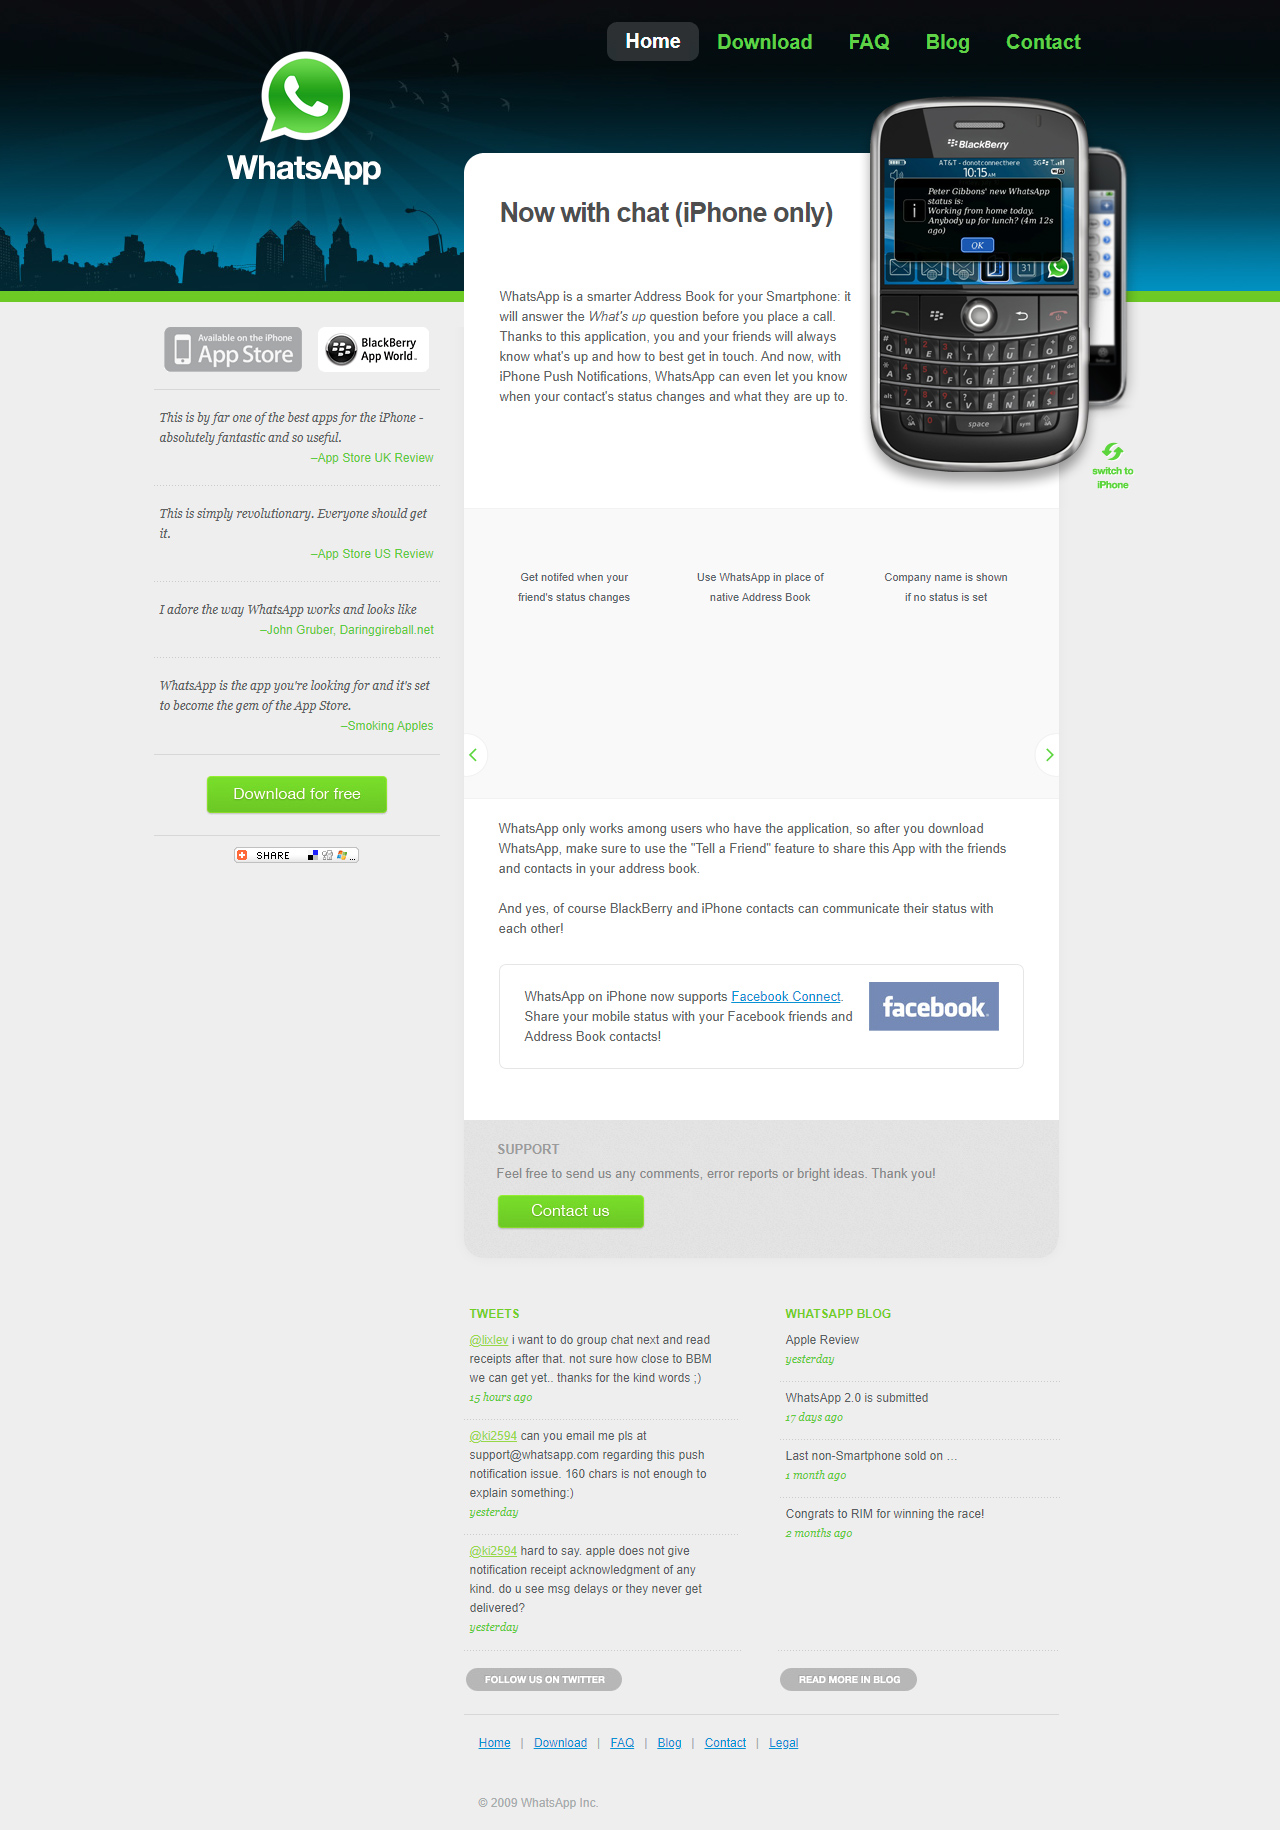 Home
Download
FAQ
Blog
Contact
WhatsApp
Now with chat (iPhone only)
WhatsApp is a smarter Address Book for your Smartphone: it
will answer the What's up question before you place a call.
Thanks to this application, you and your friends will always
know what's up and how to best get in touch. And now, with
iPhone Push Notifications, WhatsApp can even let you know
when your contact's status changes and what they are up to.
BlackBerry
AT&T - donotconnecthere
3G
10:15AM
Peter Gibbons' new WhatsApp
status is:
Working from home today.
Anybody up for lunch? (4m 12s
ago)
OK
31
space
sym
alt
del
switch to
iPhone
Available on the iPhone
App Store
BlackBerry
App World
This is by far one of the best apps for the iPhone -
absolutely fantastic and so useful.
–App Store UK Review
This is simply revolutionary. Everyone should get
it.
–App Store US Review
I adore the way WhatsApp works and looks like
–John Gruber, Daringgireball.net
WhatsApp is the app you're looking for and it's set
to become the gem of the App Store.
–Smoking Apples
Download for free
SHARE
Get notifed when your
friend's status changes
Use WhatsApp in place of
native Address Book
Company name is shown
if no status is set
WhatsApp only works among users who have the application, so after you download
WhatsApp, make sure to use the "Tell a Friend" feature to share this App with the friends
and contacts in your address book.
And yes, of course BlackBerry and iPhone contacts can communicate their status with
each other!
WhatsApp on iPhone now supports Facebook Connect.
Share your mobile status with your Facebook friends and
Address Book contacts!
facebook
SUPPORT
Feel free to send us any comments, error reports or bright ideas. Thank you!
Contact us
TWEETS
@lixlev i want to do group chat next and read
receipts after that. not sure how close to BBM
we can get yet.. thanks for the kind words ;)
15 hours ago
@ki2594 can you email me pls at
support@whatsapp.com regarding this push
notification issue. 160 chars is not enough to
explain something:)
yesterday
@ki2594 hard to say. apple does not give
notification receipt acknowledgment of any
kind. do u see msg delays or they never get
delivered?
yesterday
FOLLOW US ON TWITTER
WHATSAPP BLOG
Apple Review
yesterday
WhatsApp 2.0 is submitted
17 days ago
Last non-Smartphone sold on ...
1 month ago
Congrats to RIM for winning the race!
2 months ago
READ MORE IN BLOG
Home | Download | FAQ | Blog | Contact | Legal
© 2009 WhatsApp Inc.